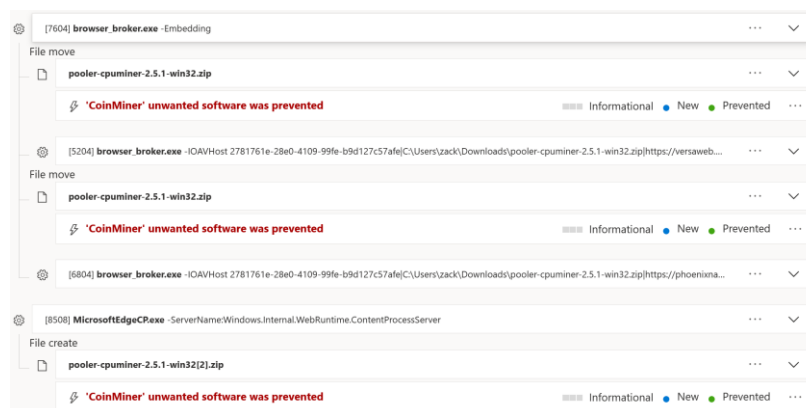 [7604] browser_broker.exe -Embedding ...
File move
pooler-cpuminer-2.5.1-win32.zip ...
'CoinMiner' unwanted software was prevented Informational New Prevented ...
[5204] browser_broker.exe -IOAVHost 2781761e-28e0-4109-99fe-b9d127c57afe|C:\Users\zack\Downloads\pooler-cpuminer-2.5.1-win32.zip|https://versaweb.... ...
File move
pooler-cpuminer-2.5.1-win32.zip ...
'CoinMiner' unwanted software was prevented Informational New Prevented ...
[6804] browser_broker.exe -IOAVHost 2781761e-28e0-4109-99fe-b9d127c57afe|C:\Users\zack\Downloads\pooler-cpuminer-2.5.1-win32.zip|https://phoenixna... ...
[8508] MicrosoftEdgeCP.exe -ServerName:Windows.Internal.WebRuntime.ContentProcessServer ...
File create
pooler-cpuminer-2.5.1-win32[2].zip ...
'CoinMiner' unwanted software was prevented Informational New Prevented ...